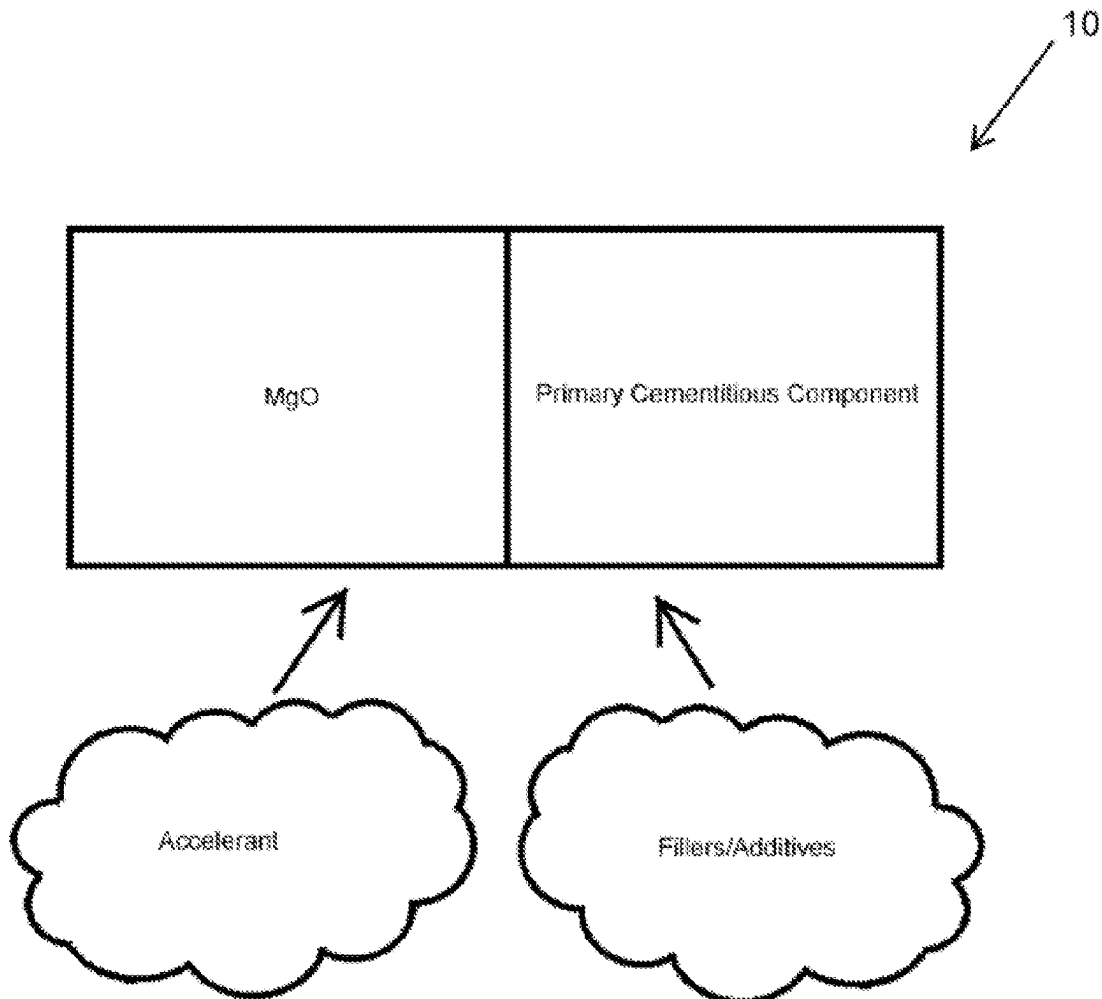 10
MgO
Primary Cementitious Component
Accelerant
Fillers/Additives